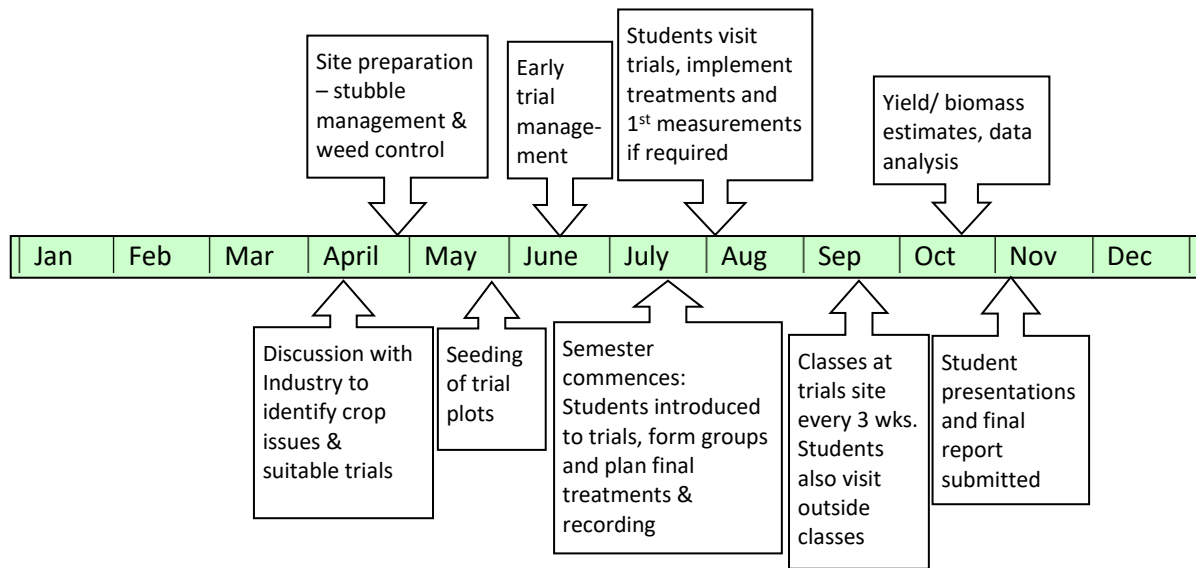 Site preparation
– stubble
management &
weed control
Early
trial
manage-
ment
Students visit
trials, implement
treatments and
1st measurements
if required
Yield/ biomass
estimates, data
analysis
Jan Feb Mar April May June July Aug Sep Oct Nov Dec
Discussion with
Industry to
identify crop
issues &
suitable trials
Seeding
of trial
plots
Semester
commences:
Students introduced
to trials, form groups
and plan final
treatments &
recording
Classes at
trials site
every 3 wks.
Students
also visit
outside
classes
Student
presentations
and final
report
submitted